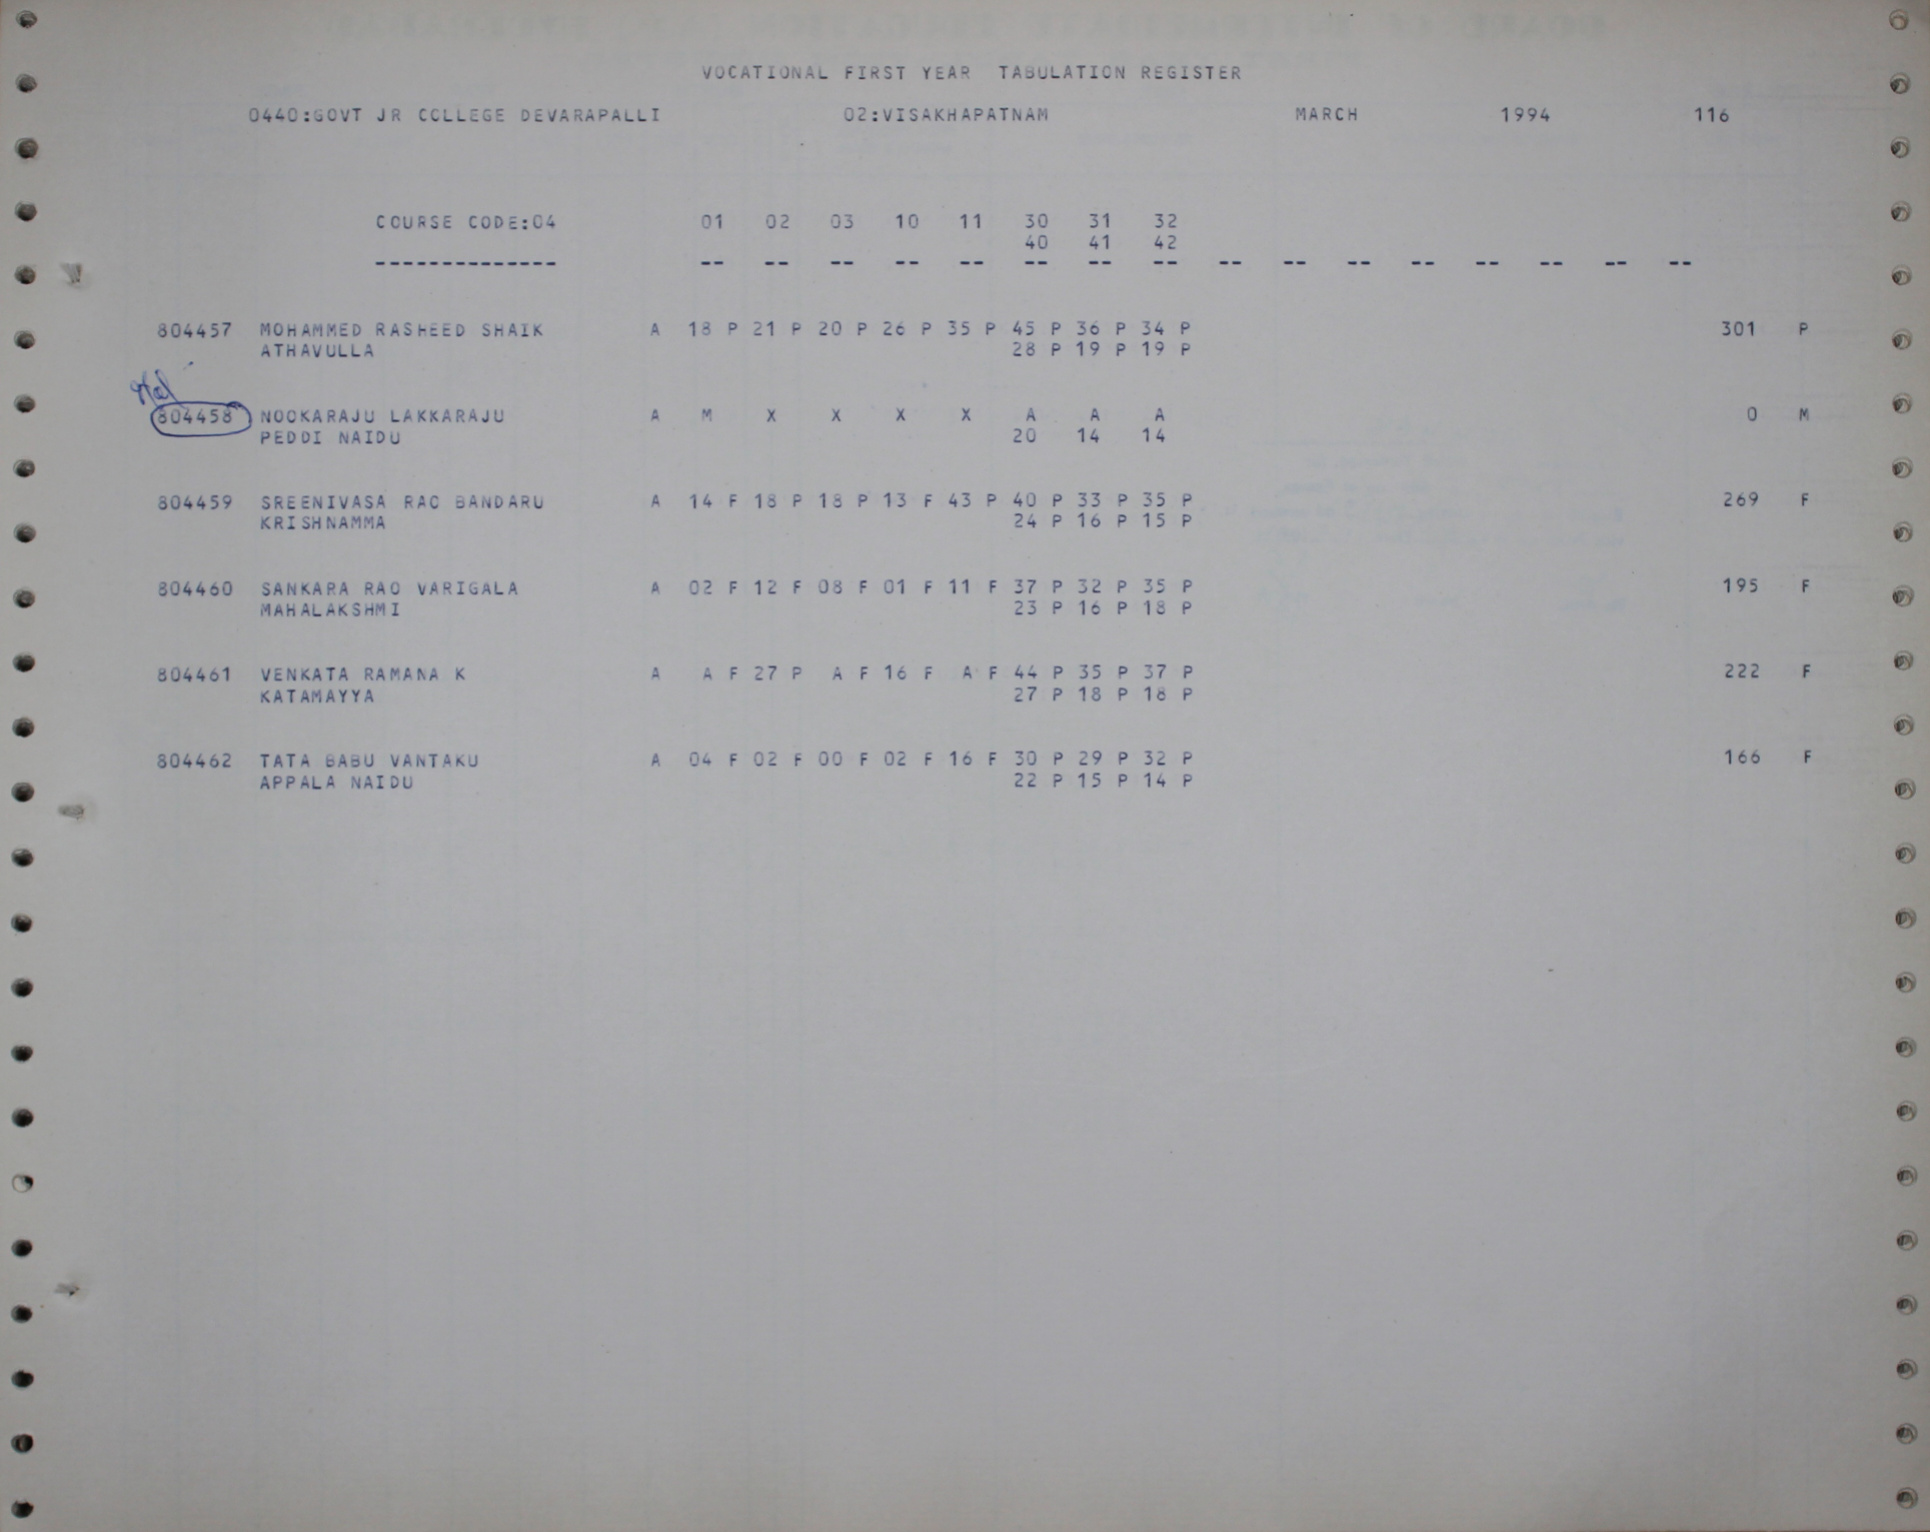 VOCATIONAL FIRST YEAR TABULATION REGISTER
0440:GOVT JR COLLEGE DEVARAPALLI 02:VISAKHAPATNAM MARCH 1994 116
COURSE CODE:04 01 02 03 10 11 30 31 32
40 41 42
-------------- -- -- -- -- -- -- -- -- -- -- -- -- -- -- -- --
804457 MOHAMMED RASHEED SHAIK A 18 P 21 P 20 P 26 P 35 P 45 P 36 P 34 P 301 P
ATHAVULLA 28 P 19 P 19 P
804458 NOOKARAJU LAKKARAJU A M X X X X A A A 0 M
PEDDI NAIDU 20 14 14
804459 SREENIVASA RAO BANDARU A 14 F 18 P 18 P 13 F 43 P 40 P 33 P 35 P 269 F
KRISHNAMMA 24 P 16 P 15 P
804460 SANKARA RAO VARIGALA A 02 F 12 F 08 F 01 F 11 F 37 P 32 P 35 P 195 F
MAHALAKSHMI 23 P 16 P 18 P
804461 VENKATA RAMANA K A A F 27 P A F 16 F A F 44 P 35 P 37 P 222 F
KATAMAYYA 27 P 18 P 18 P
804462 TATA BABU VANTAKU A 04 F 02 F 00 F 02 F 16 F 30 P 29 P 32 P 166 F
APPALA NAIDU 22 P 15 P 14 P